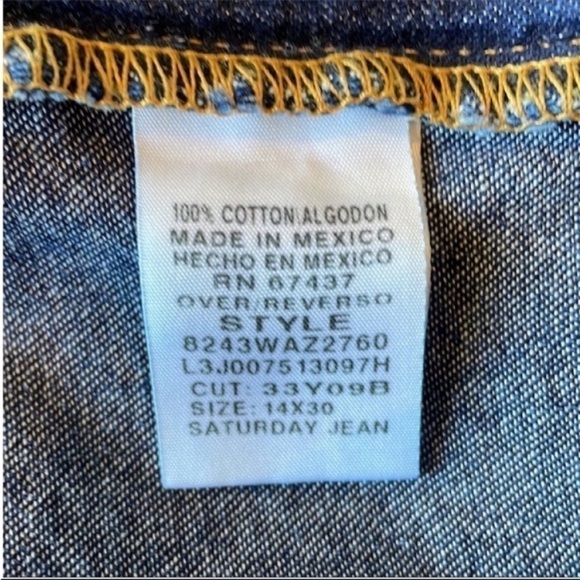 100% COTTON/ALGODON
MADE IN MEXICO
HECHO EN MEXICO
RN 67437
OVER/REVERSO
STYLE
8243WAZ2760
L3J007513097H
CUT: 33Y09B
SIZE: 14X30
SATURDAY JEAN